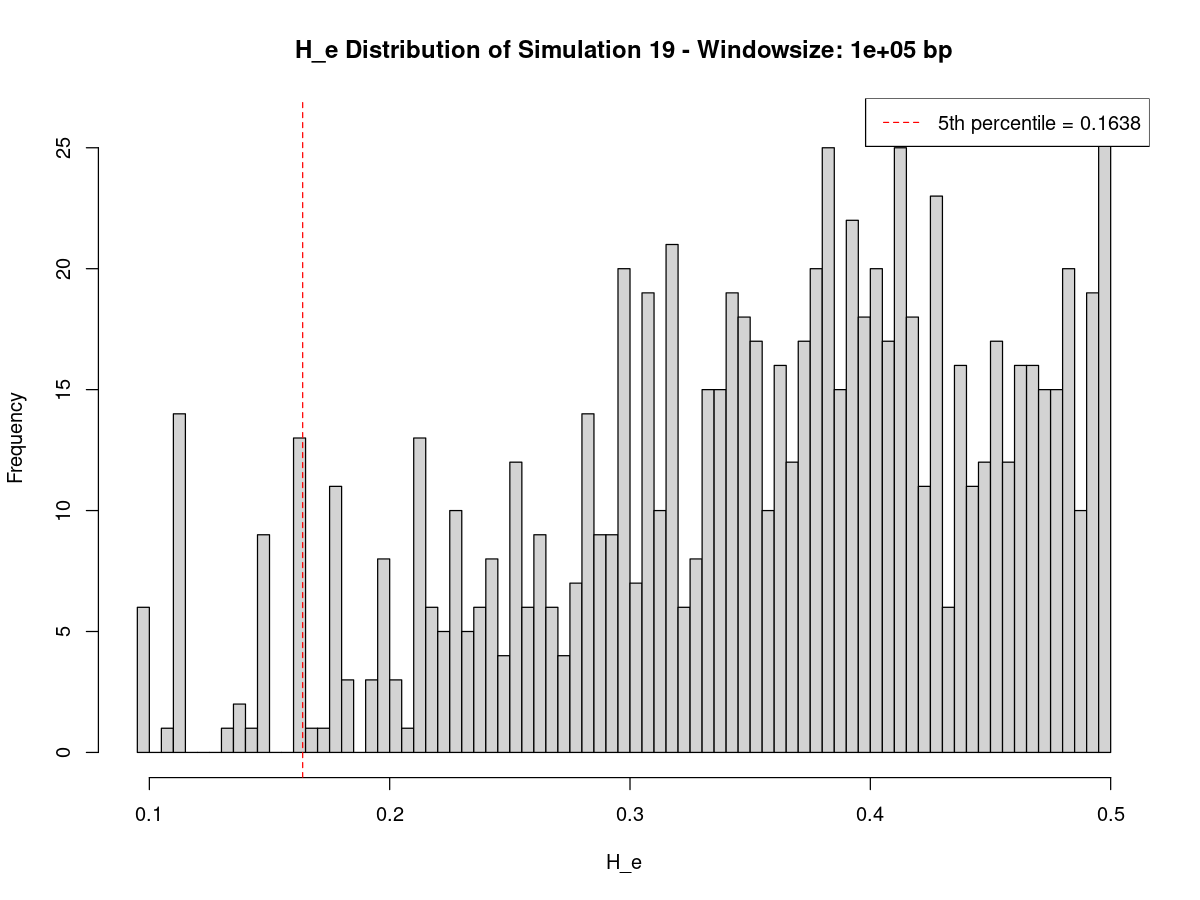 H_e Distribution of Simulation 19 - Windowsize: 1e+05 bp
5th percentile = 0.1638
25
20
15
10
5
0
Frequency
0.1 0.2 0.3 0.4 0.5
H_e